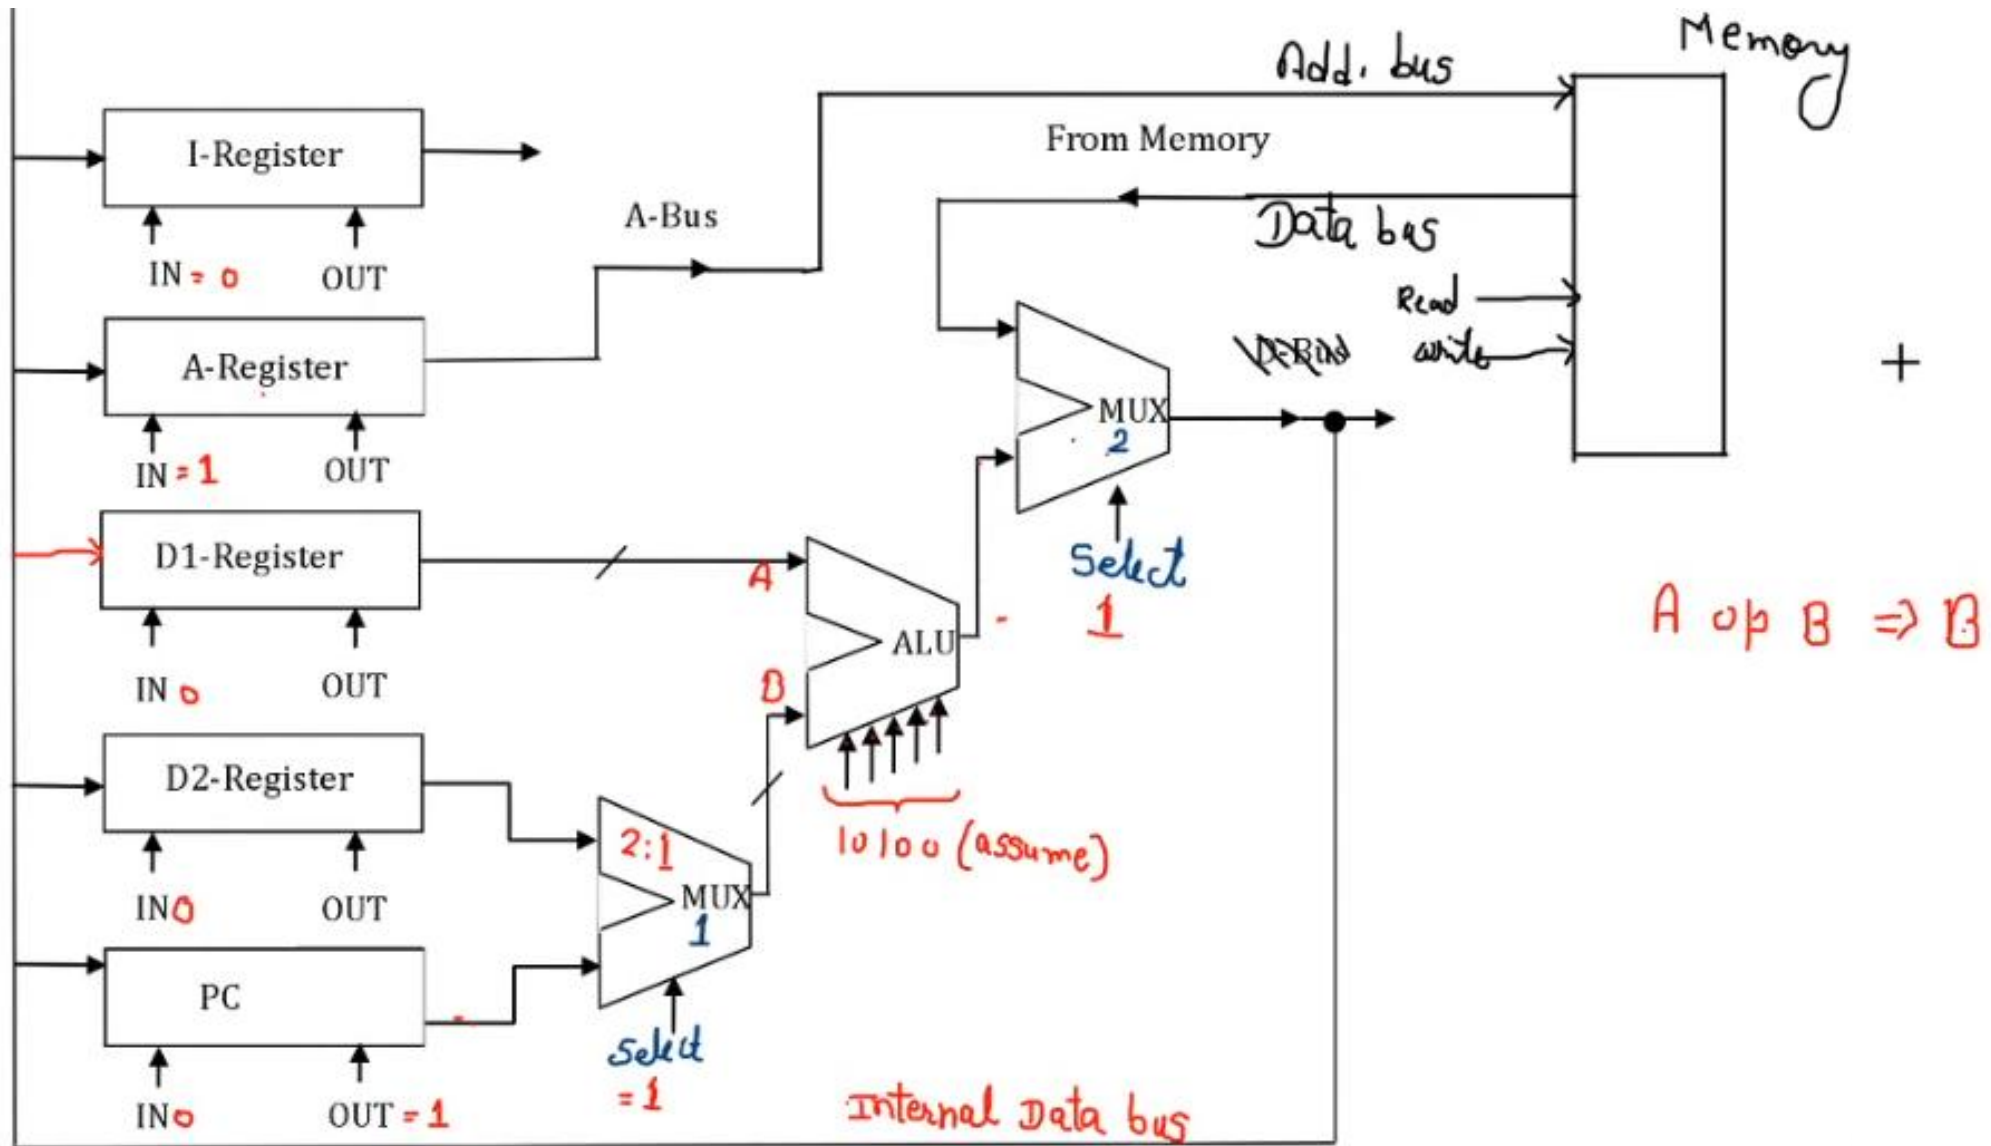 Memory
Add. bus
From Memory
Data bus
Read
write
I-Register
IN = 0 OUT
A-Bus
A-Register
IN = 1 OUT
MUX
2
Select
1
+
D1-Register
IN 0 OUT
A
B
ALU
A op B ⇒ B
10100 (assume)
D2-Register
IN 0 OUT
2:1
MUX
1
Select
= 1
PC
IN 0 OUT = 1
Internal Data bus